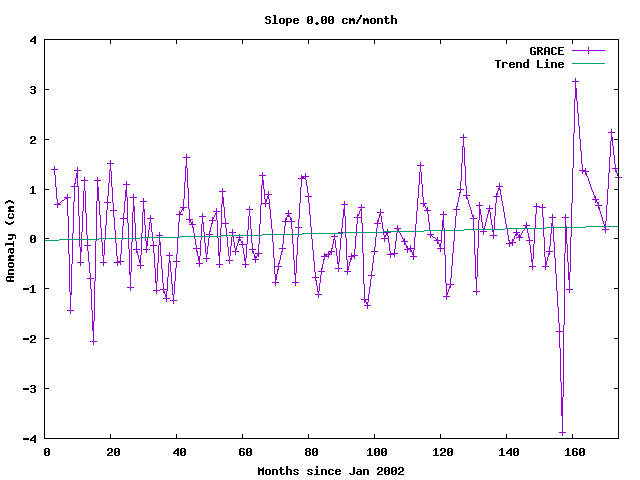 Slope 0.00 cm/month
GRACE
Trend Line
Anomaly (cm)
4
3
2
1
0
-1
-2
-3
-4
0 20 40 60 80 100 120 140 160
Months since Jan 2002